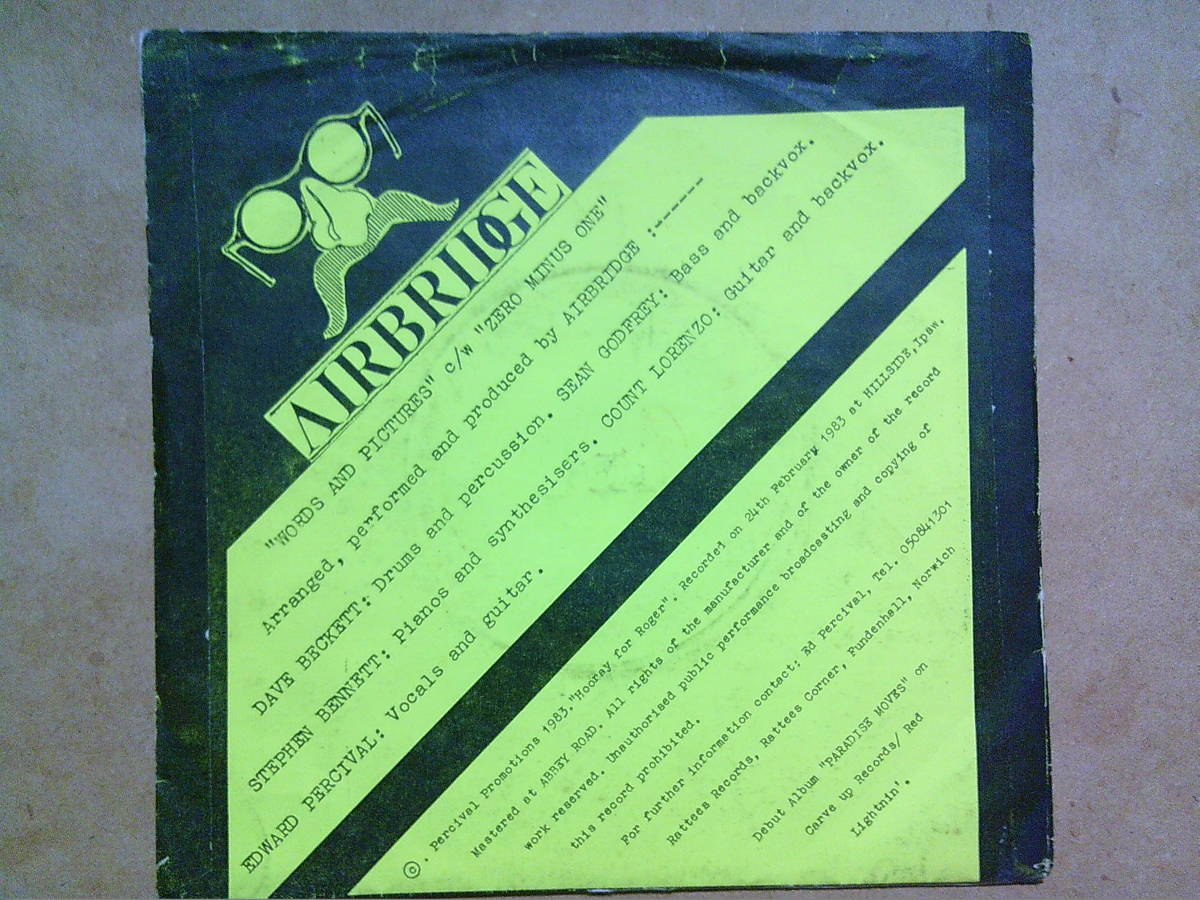 AIRBRIDGE
"WORDS AND PICTURES" c/w "ZERO MINUS ONE"
Arranged, performed and produced by AIRBRIDGE :-----
DAVE BECKETT: Drums and percussion. SEAN GODFREY: Bass and backvox.
STEPHEN BENNETT: Pianos and synthesisers. COUNT LORENZO: Guitar and backvox.
EDWARD PERCIVAL: Vocals and guitar.
©. Percival Promotions 1983."Hooray for Roger". Recorded on 24th February 1983 at HILLSIDE, Ipsw.
Mastered at ABBEY ROAD. All rights of the manufacturer and of the owner of the record
work reserved. Unauthorised public performance broadcasting and copying of
this record prohibited.
For further information contact: Ed Percival, Tel. 050841301
Rattees Records, Rattees Corner, Fundenhall, Norwich
Debut Album "PARADISE MOVES" on
Carve up Records/ Red
Lightnin'.